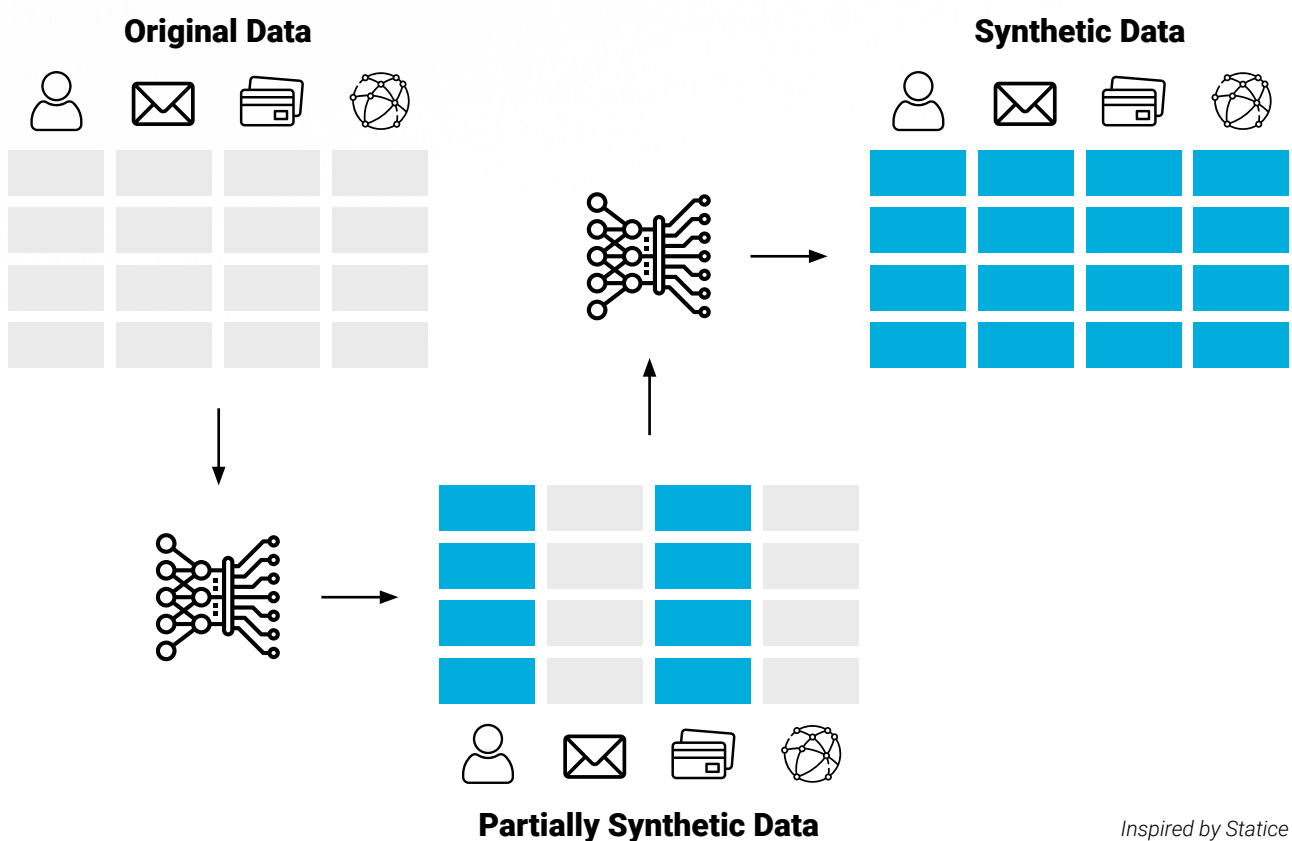 Original Data
Synthetic Data
Partially Synthetic Data
Inspired by Statice